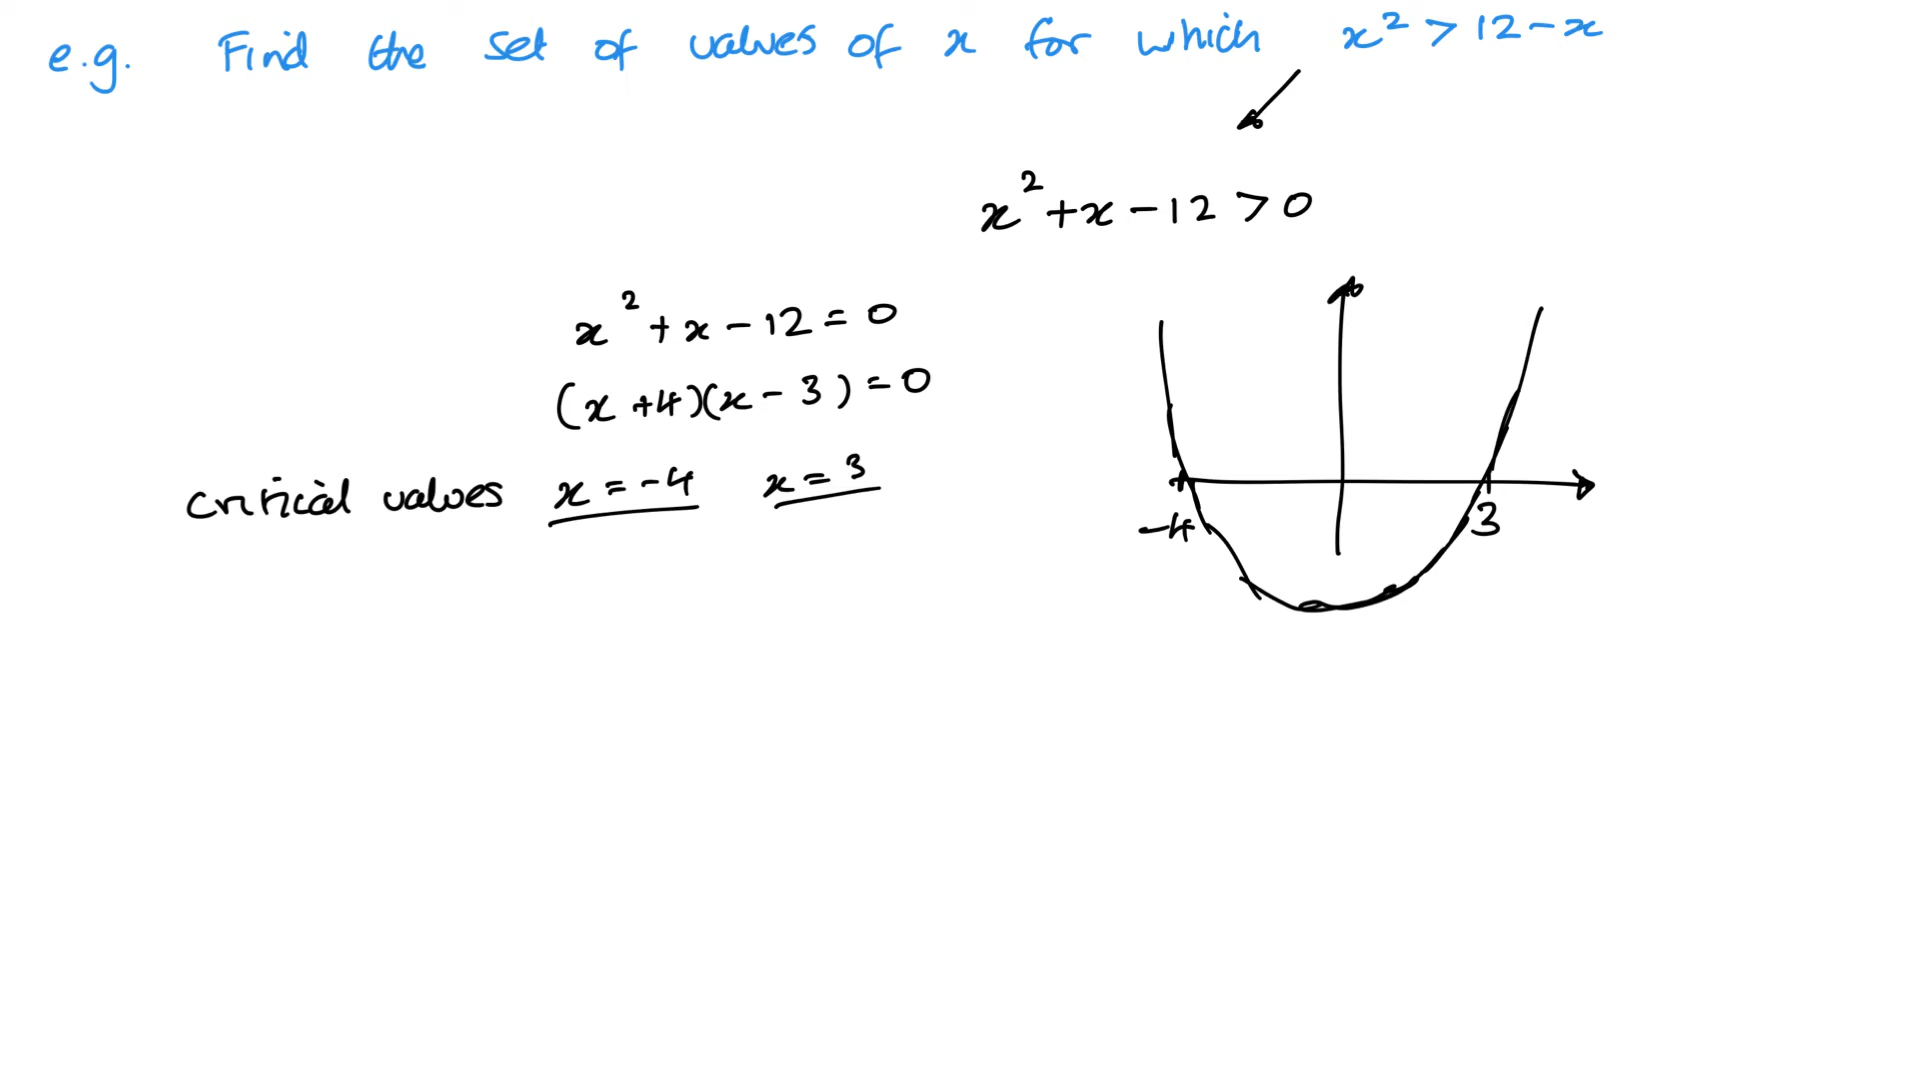 e.g. Find the set of values of x for which x² > 12 - x
x² + x - 12 > 0
x² + x - 12 = 0
(x + 4)(x - 3) = 0
critical values x = -4 x = 3
-4 3